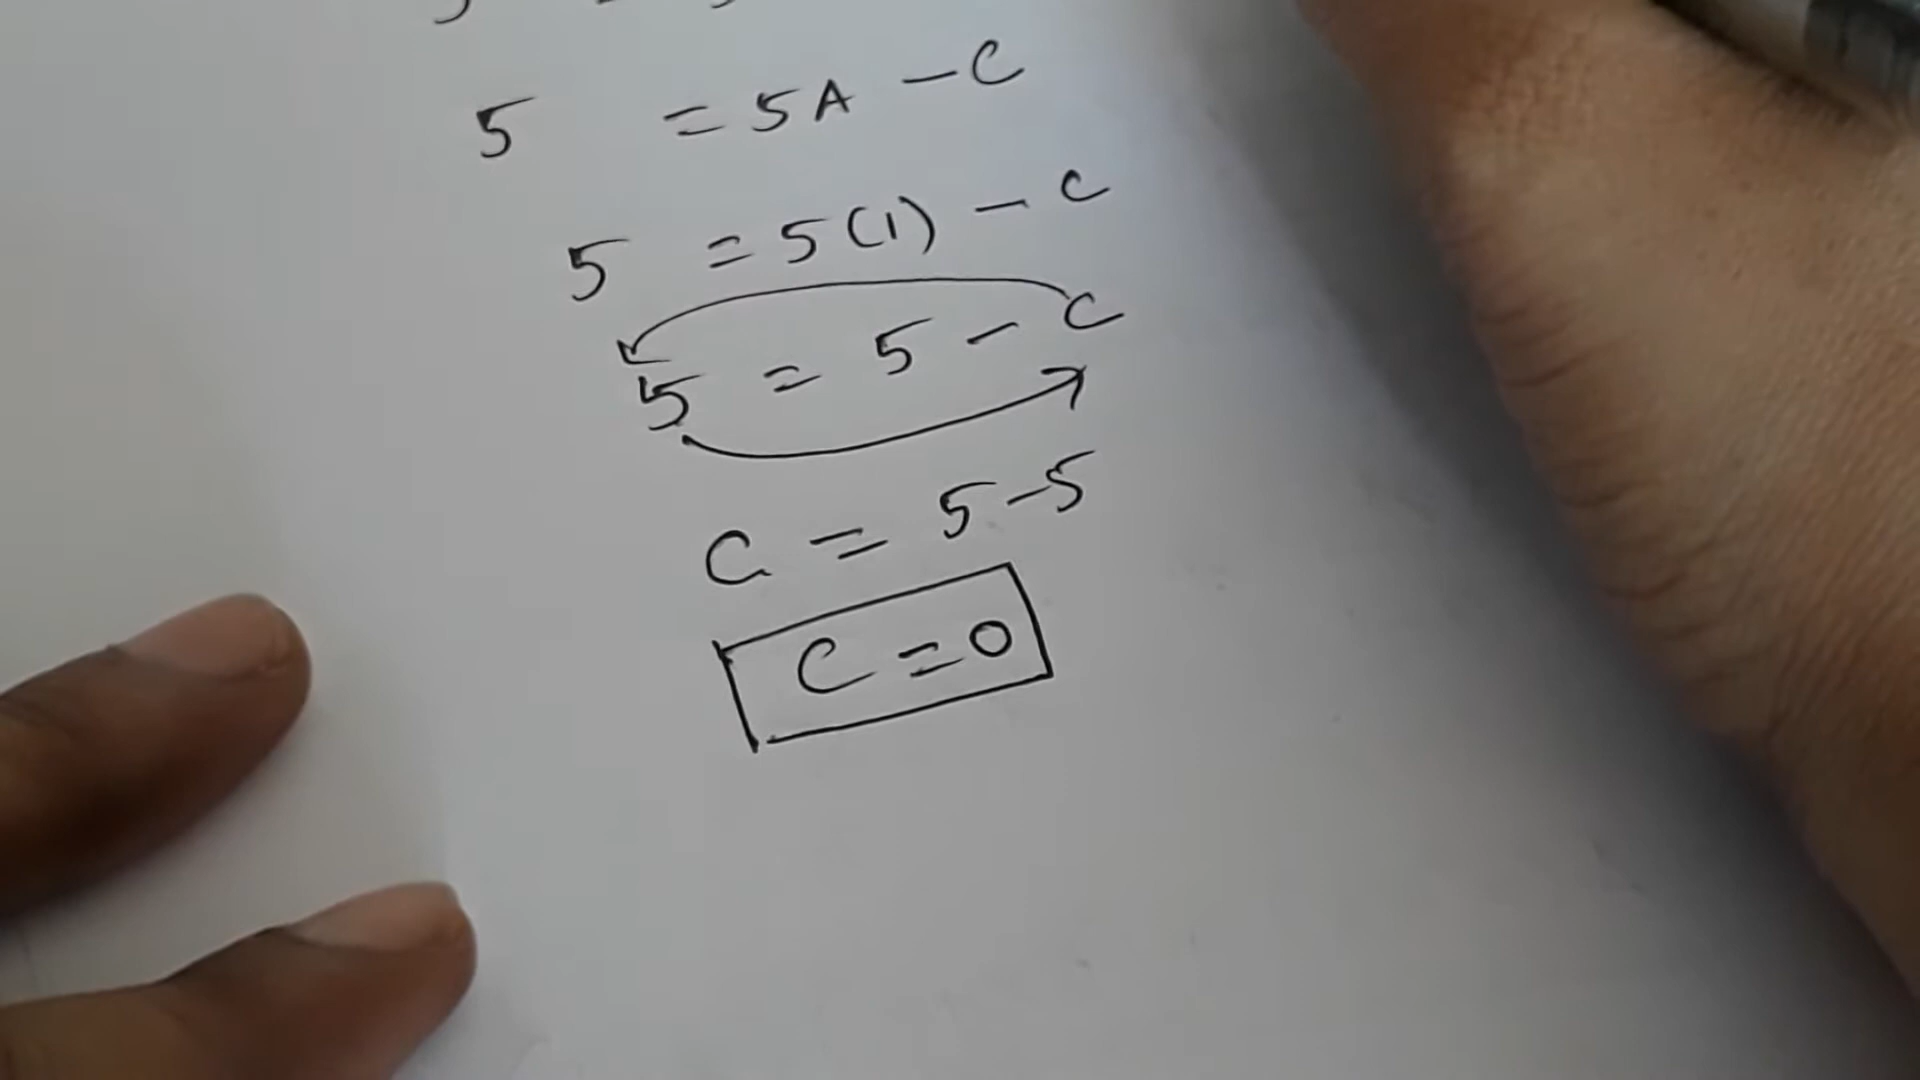 5 = 5A - C
5 = 5(1) - C
5 = 5 - C
C = 5-5
C = 0